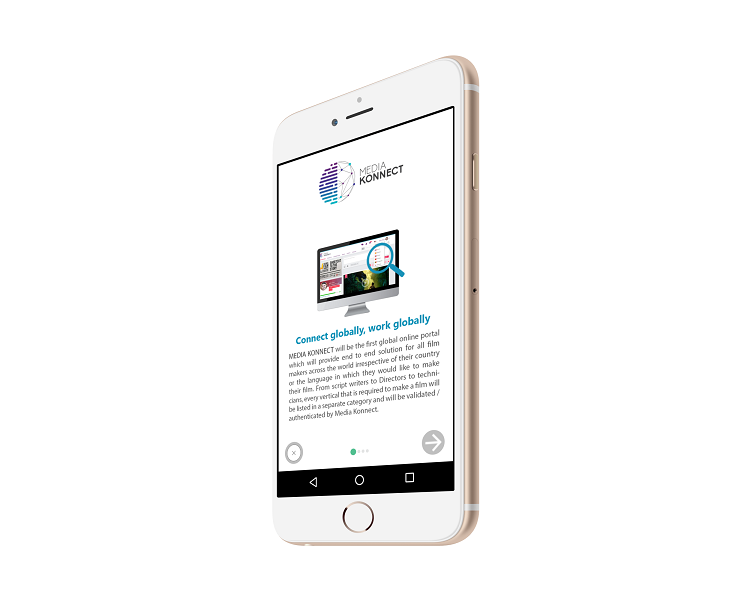 MEDIA
KONNECT
Connect globally, work globally
MEDIA KONNECT will be the first global online portal
which will provide end to end solution for all film
makers across the world irrespective of their country
or the language in which they would like to make
their film. From script writers to Directors to techni-
cians, every vertical that is required to make a film will
be listed in a separate category and will be validated /
authenticated by Media Konnect.